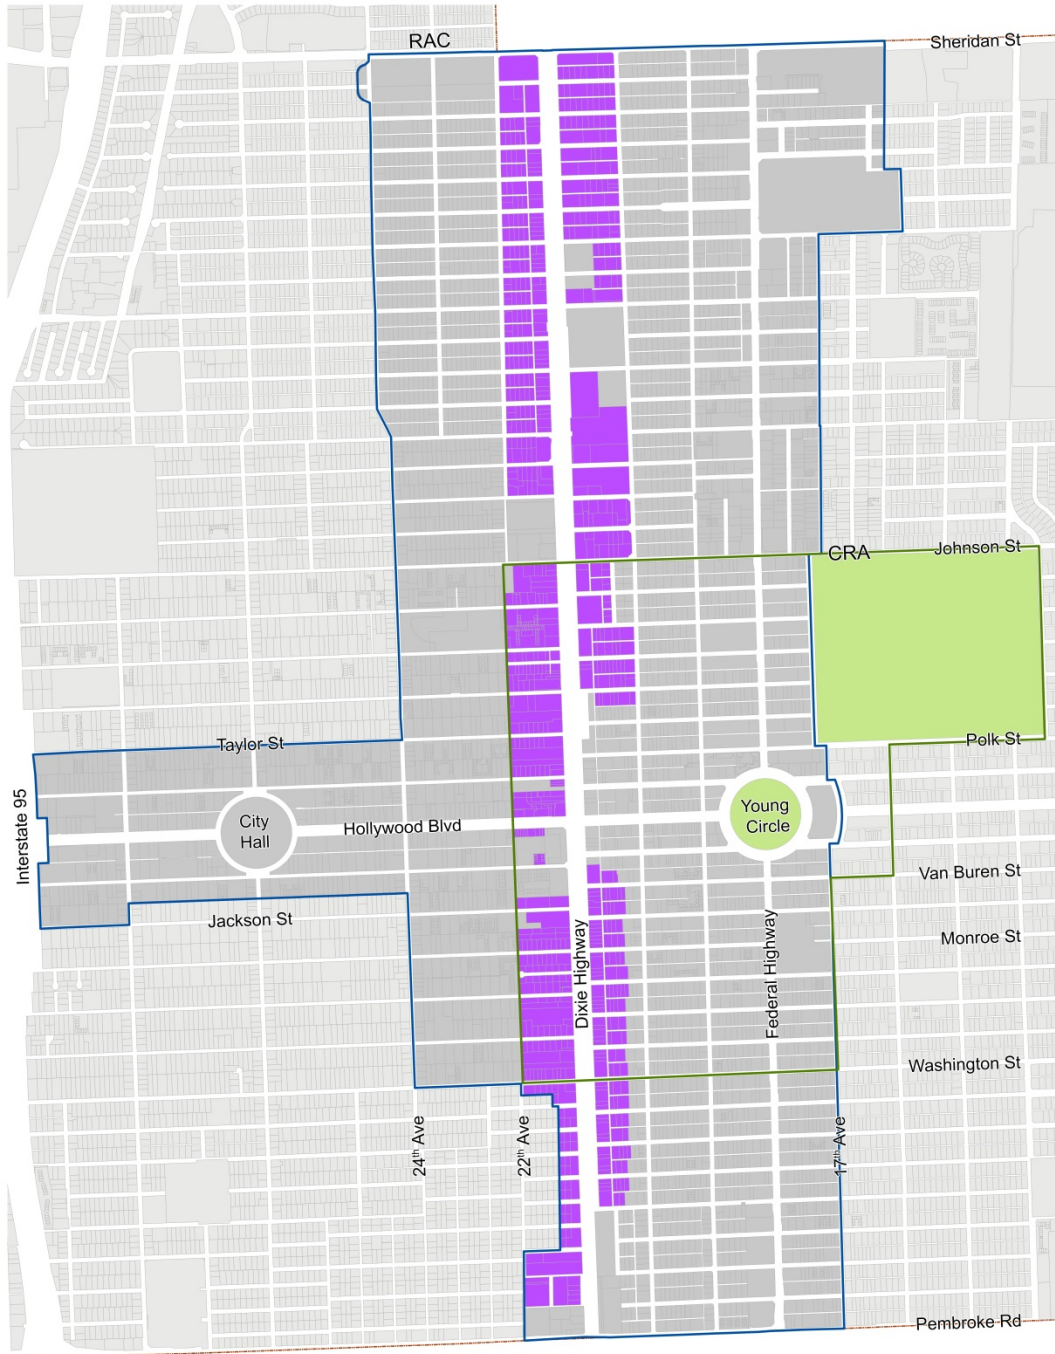 RAC
Sheridan St
CRA
Johnson St
Taylor St
Polk St
Interstate 95
City
Hall
Hollywood Blvd
Young
Circle
Van Buren St
Jackson St
Monroe St
Dixie Highway
Federal Highway
Washington St
24th Ave
22th Ave
17th Ave
Pembroke Rd